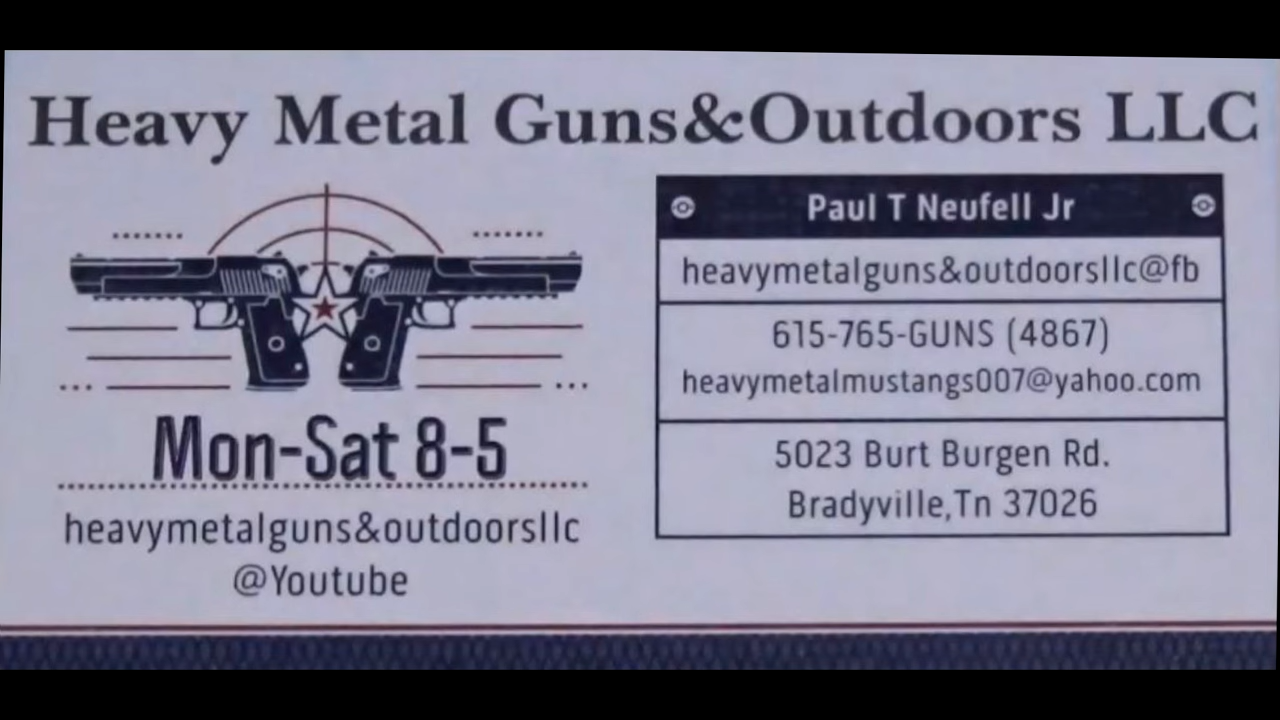 Heavy Metal Guns&Outdoors LLC
Mon-Sat 8-5
heavymetalguns&outdoorsllc
@Youtube
Paul T Neufell Jr
heavymetalguns&outdoorsllc@fb
615-765-GUNS (4867)
heavymetalmustangs007@yahoo.com
5023 Burt Burgen Rd.
Bradyville,Tn 37026